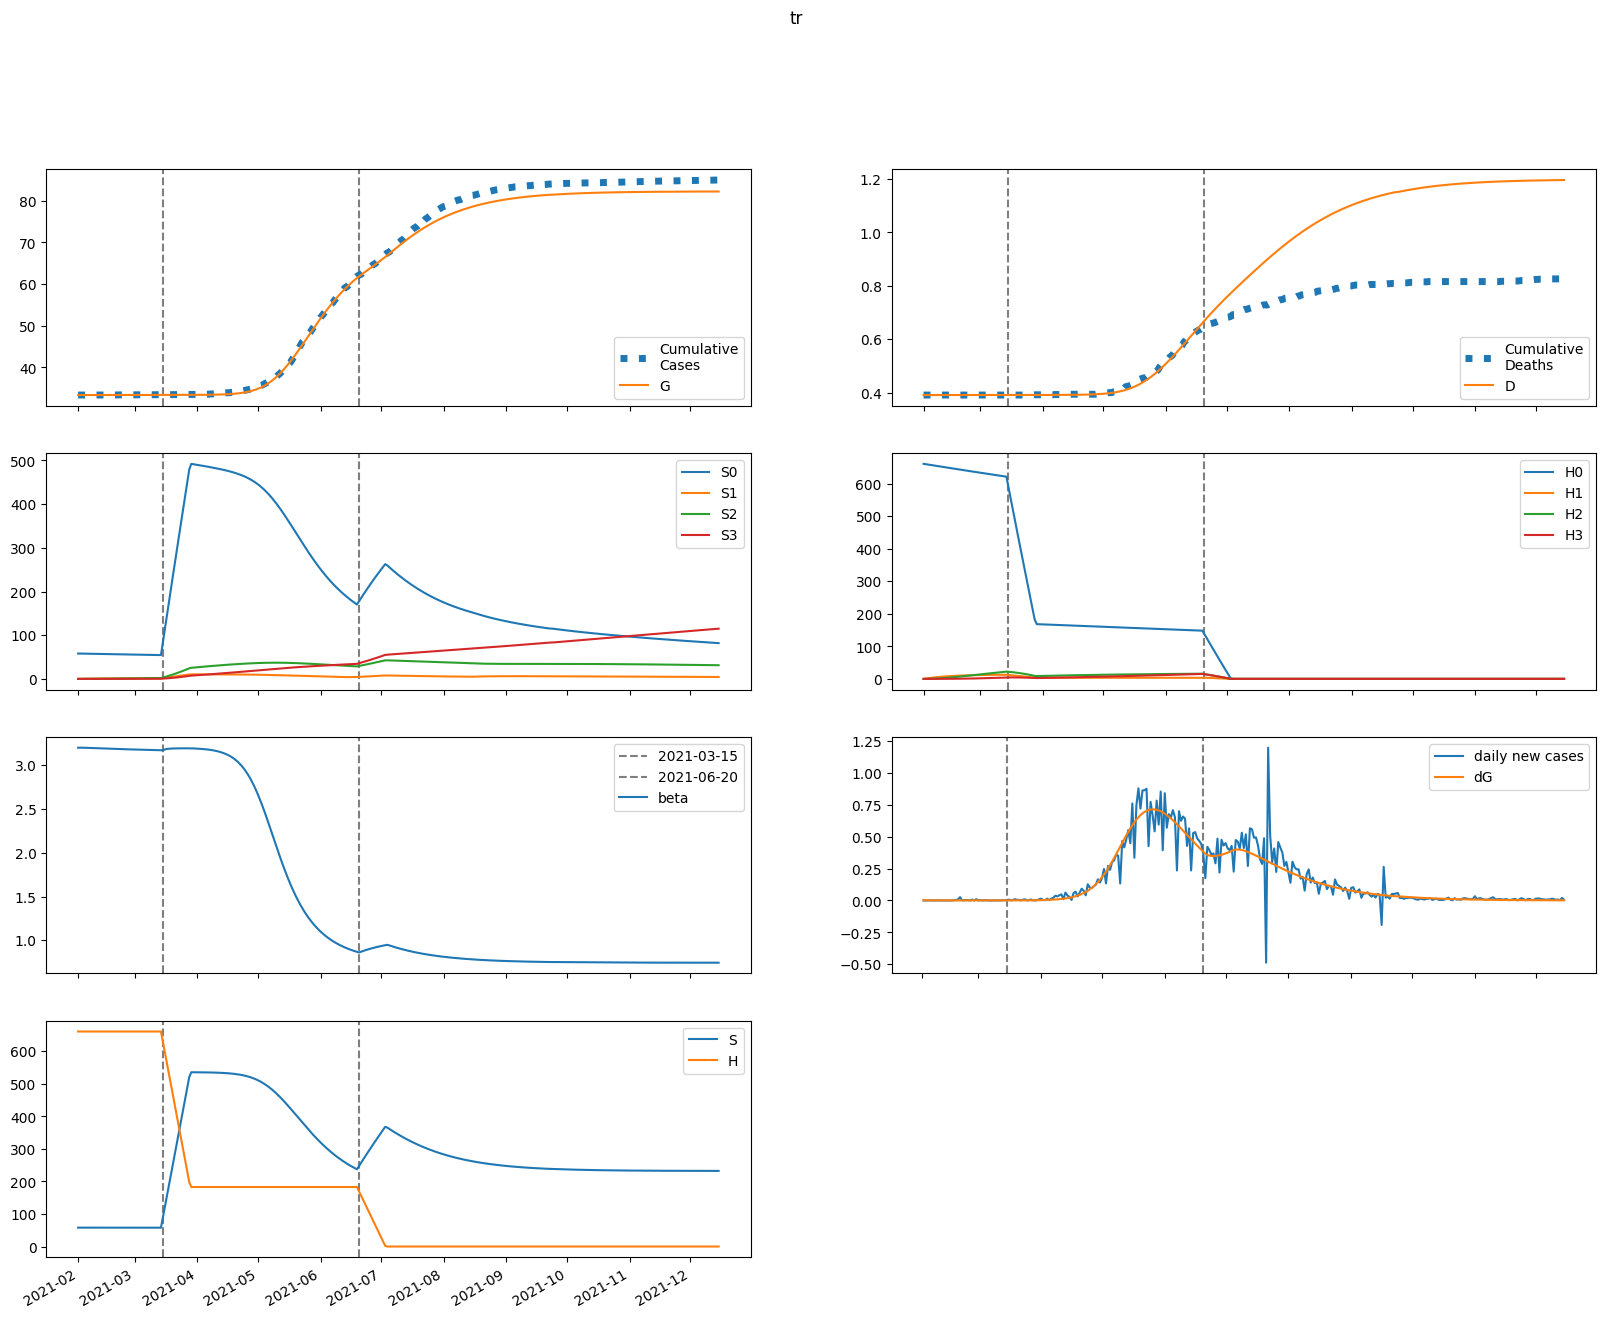 tr
80
70
60
50
40
Cumulative
Cases
G
1.2
1.0
0.8
0.6
0.4
Cumulative
Deaths
D
500
400
300
200
100
0
S0
S1
S2
S3
600
500
400
300
200
100
0
H0
H1
H2
H3
3.0
2.5
2.0
1.5
1.0
2021-03-15
2021-06-20
beta
1.25
1.00
0.75
0.50
0.25
0.00
−0.25
−0.50
daily new cases
dG
600
500
400
300
200
100
0
S
H
2021-02
2021-03
2021-04
2021-05
2021-06
2021-07
2021-08
2021-09
2021-10
2021-11
2021-12